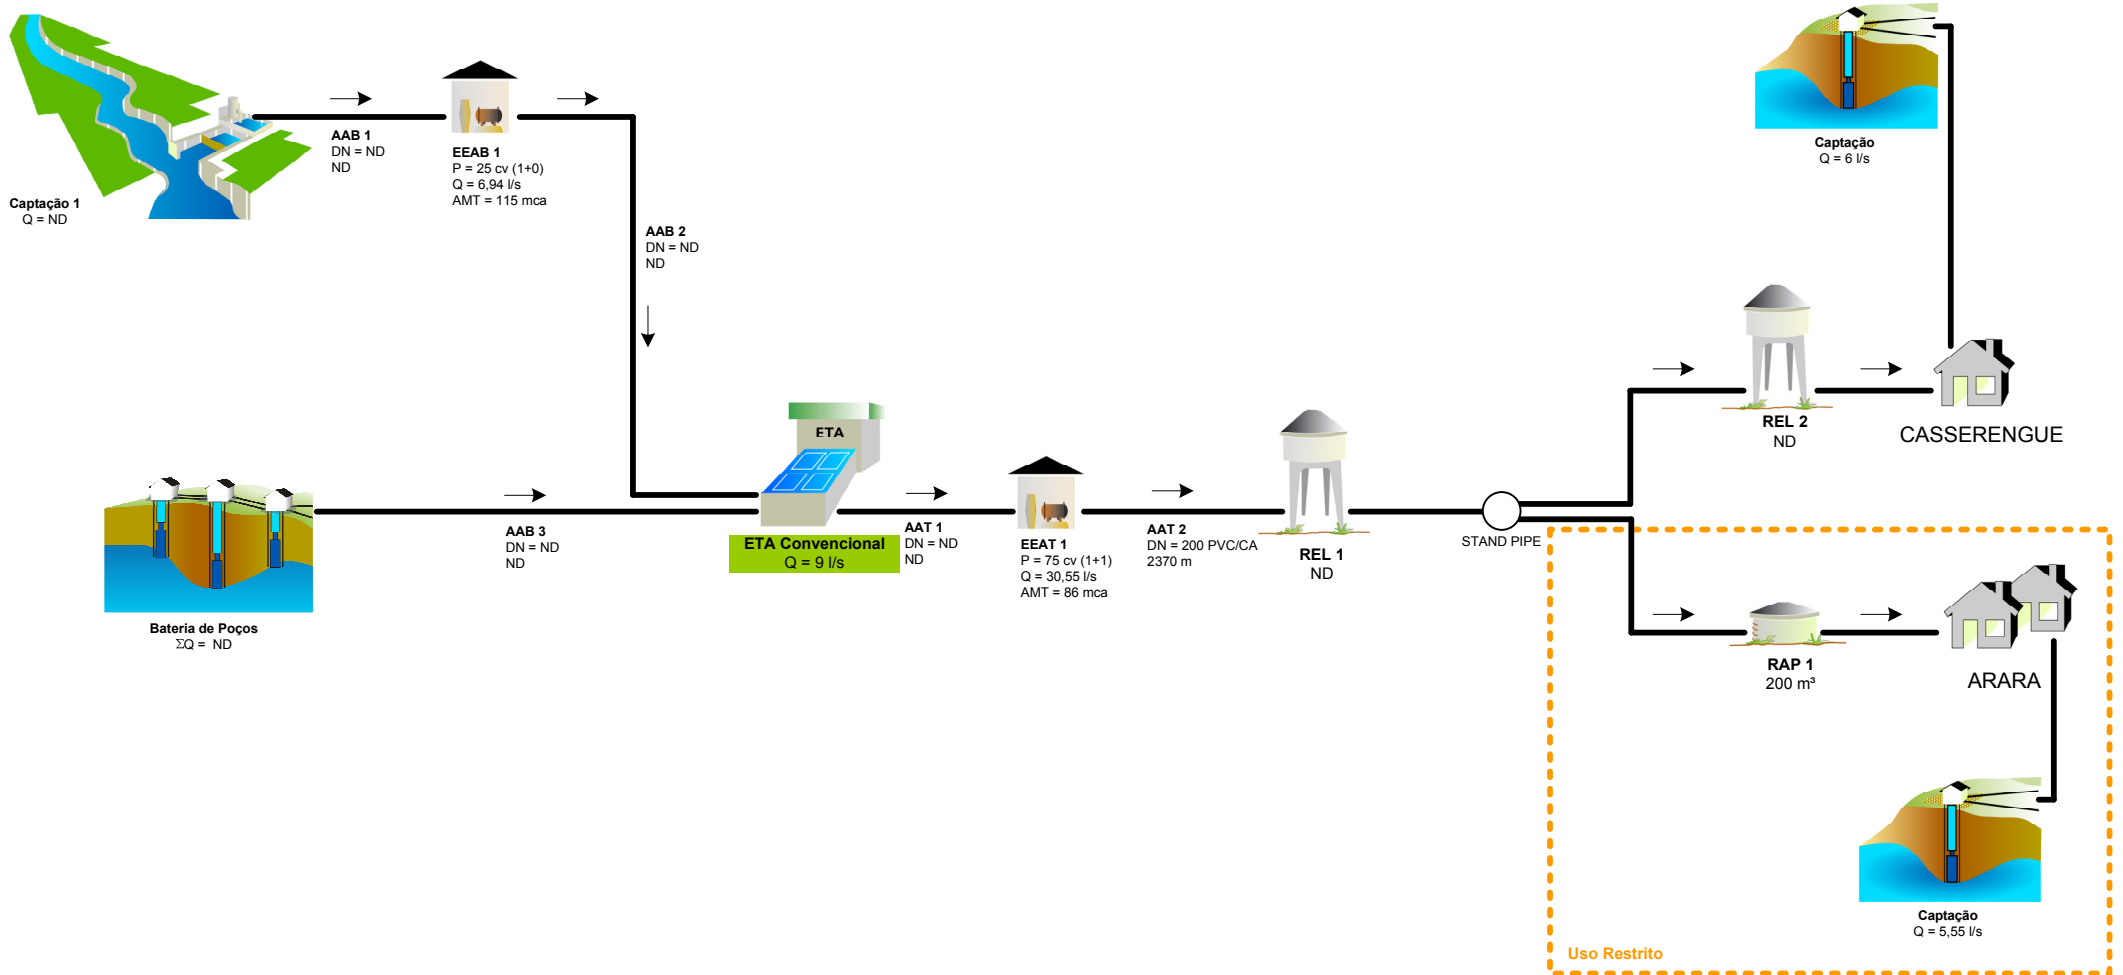 Captação 1
Q = ND
AAB 1
DN = ND
ND
EEAB 1
P = 25 cv (1+0)
Q = 6,94 l/s
AMT = 115 mca
AAB 2
DN = ND
ND
Bateria de Poços
ΣQ = ND
AAB 3
DN = ND
ND
ETA
ETA Convencional
Q = 9 l/s
AAT 1
DN = ND
ND
EEAT 1
P = 75 cv (1+1)
Q = 30,55 l/s
AMT = 86 mca
AAT 2
DN = 200 PVC/CA
2370 m
REL 1
ND
STAND PIPE
Captação
Q = 6 l/s
REL 2
ND
CASSERENGUE
RAP 1
200 m³
ARARA
Captação
Q = 5,55 l/s
Uso Restrito